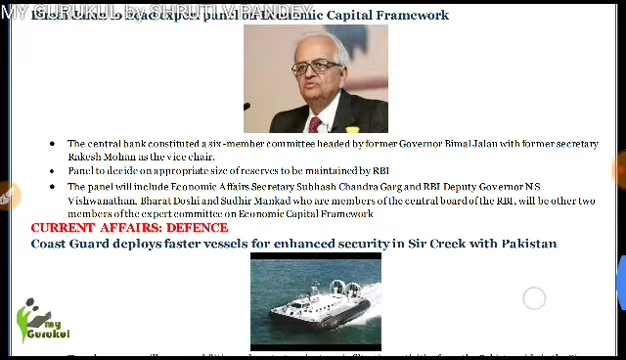 MY GURUKUL by SHRUTI V PANDEY
Bimal Jalan to head expert panel on Economic Capital Framework
The central bank constituted a six-member committee headed by former Governor Bimal Jalan with former secretary
Rakesh Mohan as the vice chair.
Panel to decide on appropriate size of reserves to be maintained by RBI
The panel will include Economic Affairs Secretary Subhash Chandra Garg and RBI Deputy Governor N S
Vishwanathan, Bharat Doshi and Sudhir Mankad who are members of the central board of the RBI, will be other two
members of the expert committee on Economic Capital Framework
CURRENT AFFAIRS: DEFENCE
Coast Guard deploys faster vessels for enhanced security in Sir Creek with Pakistan
my
Gurukul